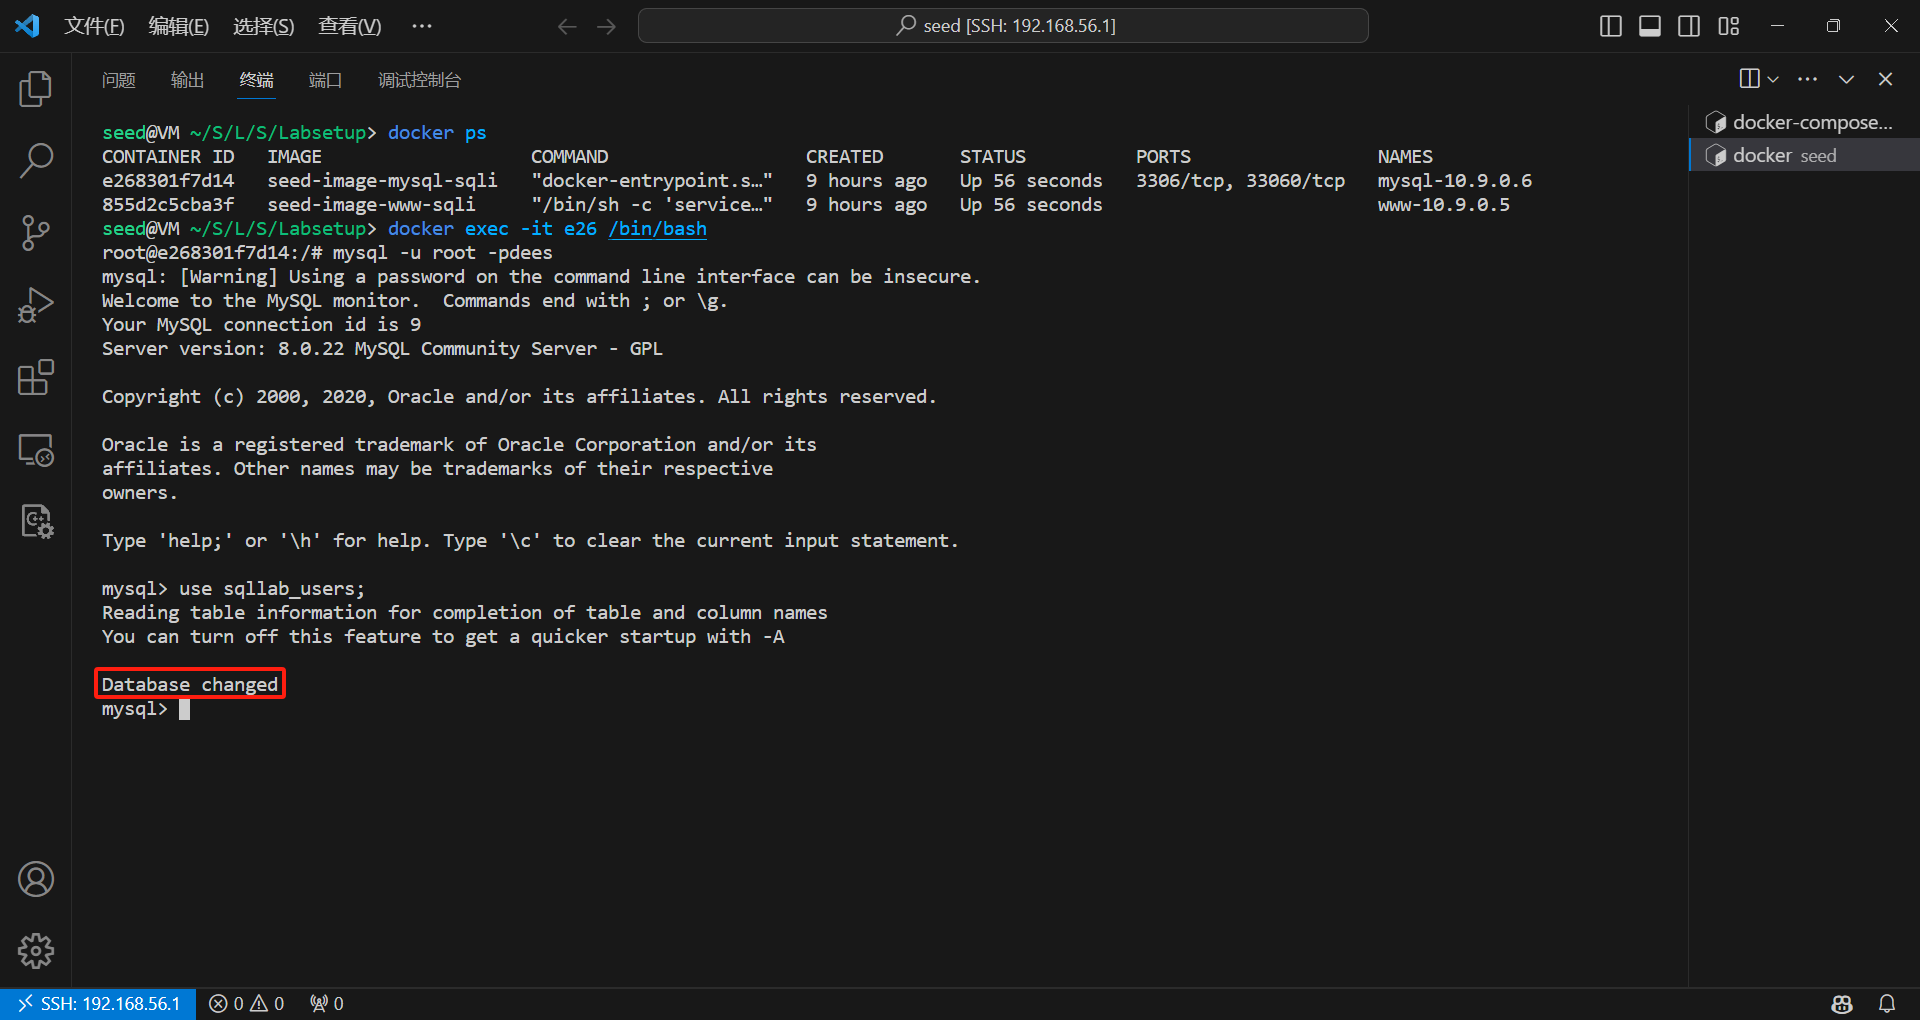 文件(F) 编辑(E) 选择(S) 查看(V) ··· seed [SSH: 192.168.56.1]
问题 输出 终端 端口 调试控制台
seed@VM ~/S/L/S/Labsetup> docker ps
CONTAINER ID   IMAGE                   COMMAND                  CREATED       STATUS          PORTS                 NAMES
e268301f7d14   seed-image-mysql-sqli   "docker-entrypoint.s…"   9 hours ago   Up 56 seconds   3306/tcp, 33060/tcp   mysql-10.9.0.6
855d2c5cba3f   seed-image-www-sqli     "/bin/sh -c 'service…"   9 hours ago   Up 56 seconds                         www-10.9.0.5
seed@VM ~/S/L/S/Labsetup> docker exec -it e26 /bin/bash
root@e268301f7d14:/# mysql -u root -pdees
mysql: [Warning] Using a password on the command line interface can be insecure.
Welcome to the MySQL monitor.  Commands end with ; or \g.
Your MySQL connection id is 9
Server version: 8.0.22 MySQL Community Server - GPL
Copyright (c) 2000, 2020, Oracle and/or its affiliates. All rights reserved.
Oracle is a registered trademark of Oracle Corporation and/or its
affiliates. Other names may be trademarks of their respective
owners.
Type 'help;' or '\h' for help. Type '\c' to clear the current input statement.
mysql> use sqllab_users;
Reading table information for completion of table and column names
You can turn off this feature to get a quicker startup with -A
Database changed
mysql>
docker-compose...
docker seed
SSH: 192.168.56.1 0 0 0